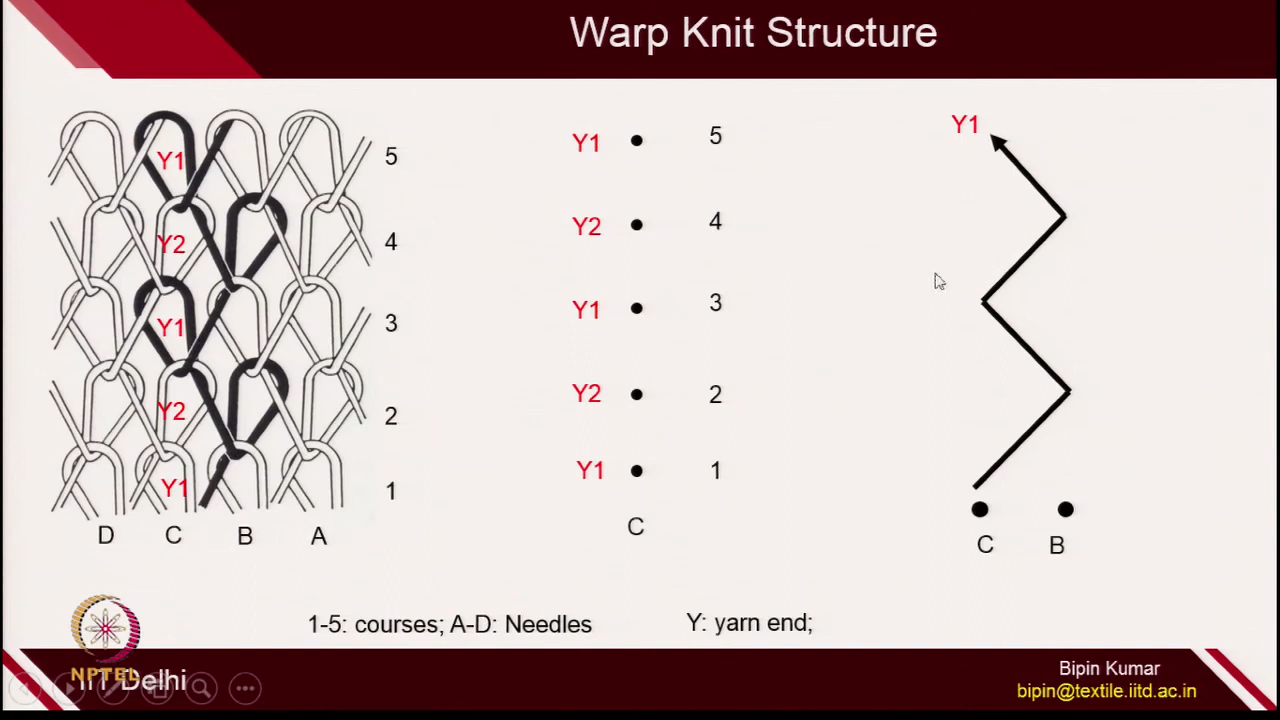 Warp Knit Structure
Y1
Y2
Y1
Y2
Y1
5
4
3
2
1
D C B A
Y1 5
Y2 4
Y1 3
Y2 2
Y1 1
C
Y1
C B
1-5: courses; A-D: Needles
Y: yarn end;
NPTEL
IIT Delhi
Bipin Kumar
bipin@textile.iitd.ac.in